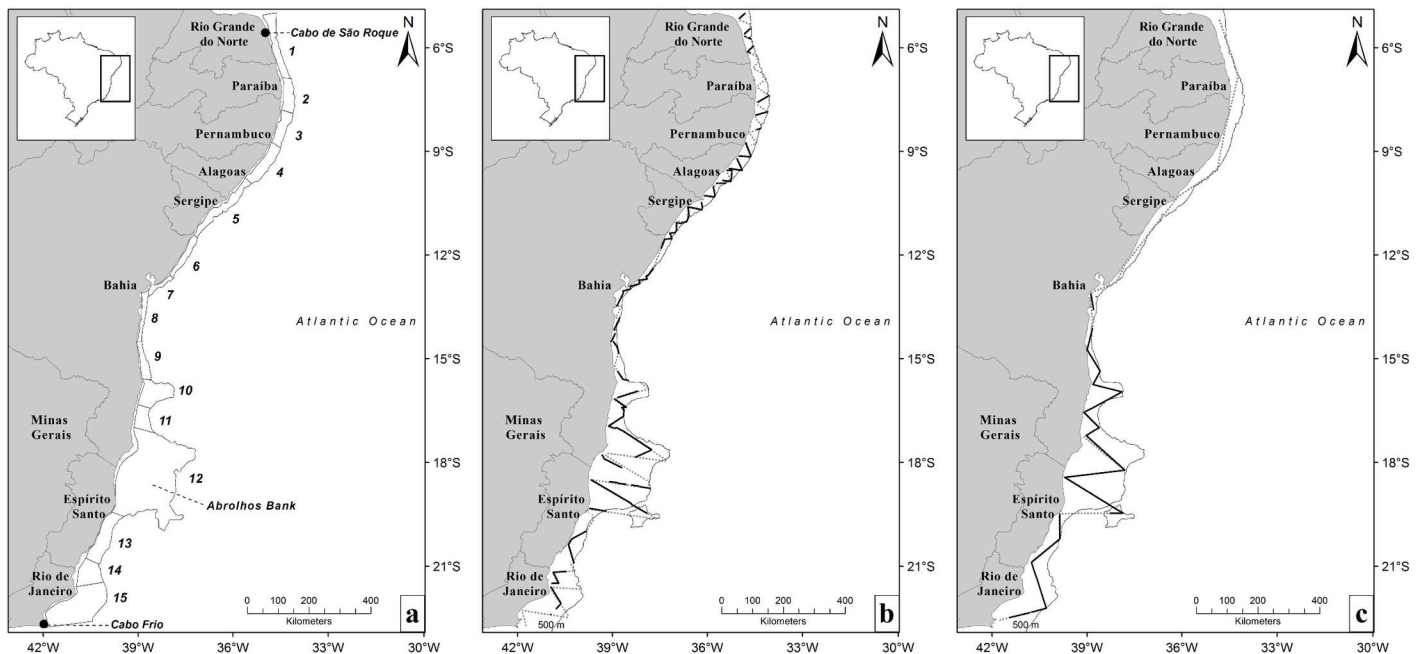 Rio Grande
do Norte
Cabo de São Roque
N
6°S
1
Paraíba
2
Pernambuco
3
9°S
Alagoas
4
Sergipe
5
12°S
6
Bahia
7
8
Atlantic Ocean
15°S
9
10
Minas
Gerais
11
18°S
12
Espírito
Santo
Abrolhos Bank
13
21°S
14
Rio de
Janeiro
15
0 100 200 400
Kilometers
Cabo Frio
a
42°W 39°W 36°W 33°W 30°W
Rio Grande
do Norte
N
6°S
Paraíba
Pernambuco
9°S
Alagoas
Sergipe
12°S
Bahia
Atlantic Ocean
15°S
Minas
Gerais
18°S
Espírito
Santo
21°S
Rio de
Janeiro
0 100 200 400
Kilometers
500 m
b
42°W 39°W 36°W 33°W 30°W
Rio Grande
do Norte
N
6°S
Paraíba
Pernambuco
9°S
Alagoas
Sergipe
12°S
Bahia
Atlantic Ocean
15°S
Minas
Gerais
18°S
Espírito
Santo
21°S
Rio de
Janeiro
0 100 200 400
Kilometers
500 m
c
42°W 39°W 36°W 33°W 30°W